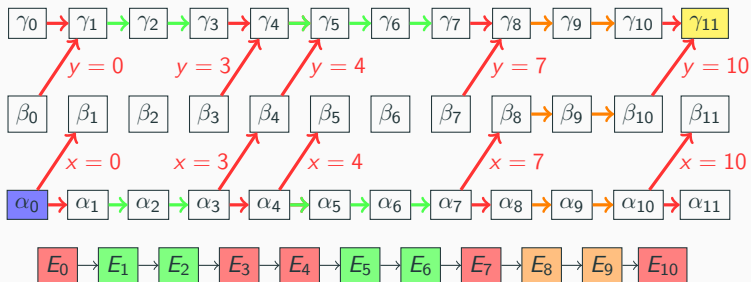 γ₀ γ₁ γ₂ γ₃ γ₄ γ₅ γ₆ γ₇ γ₈ γ₉ γ₁₀ γ₁₁
y = 0 y = 3 y = 4 y = 7 y = 10
β₀ β₁ β₂ β₃ β₄ β₅ β₆ β₇ β₈ β₉ β₁₀ β₁₁
x = 0 x = 3 x = 4 x = 7 x = 10
α₀ α₁ α₂ α₃ α₄ α₅ α₆ α₇ α₈ α₉ α₁₀ α₁₁
E₀ E₁ E₂ E₃ E₄ E₅ E₆ E₇ E₈ E₉ E₁₀